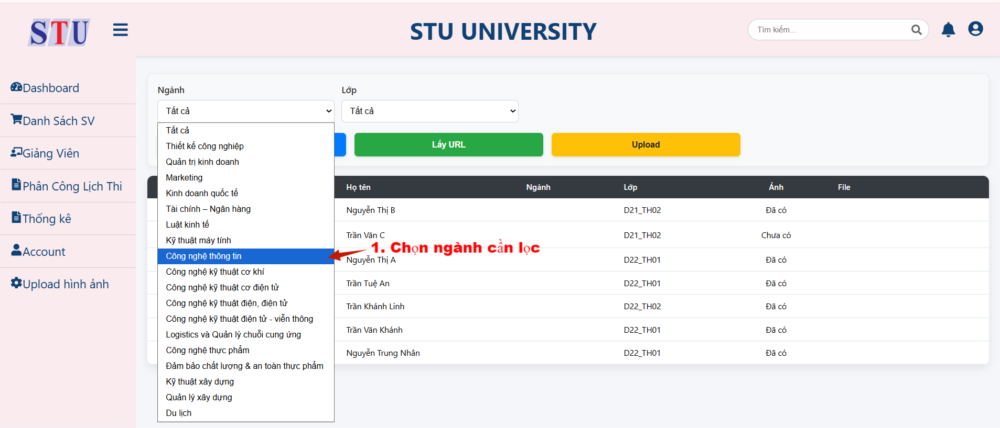 STU
STU UNIVERSITY
Tìm kiếm...
Dashboard
Danh Sách SV
Giảng Viên
Phân Công Lịch Thi
Thống kê
Account
Upload hình ảnh
Ngành
Lớp
Tất cả
Tất cả
Tất cả
Thiết kế công nghiệp
Quản trị kinh doanh
Marketing
Kinh doanh quốc tế
Tài chính – Ngân hàng
Luật kinh tế
Kỹ thuật máy tính
Công nghệ thông tin
Công nghệ kỹ thuật cơ khí
Công nghệ kỹ thuật cơ điện tử
Công nghệ kỹ thuật điện, điện tử
Công nghệ kỹ thuật điện tử - viễn thông
Logistics và Quản lý chuỗi cung ứng
Công nghệ thực phẩm
Đảm bảo chất lượng & an toàn thực phẩm
Kỹ thuật xây dựng
Quản lý xây dựng
Du lịch
Lấy URL
Upload
Họ tên Ngành Lớp Ảnh File
Nguyễn Thị B D21_TH02 Đã có
Trần Văn C D21_TH02 Chưa có
1. Chọn ngành cần lọc
Nguyễn Thị A D22_TH01 Đã có
Trần Tuệ An D22_TH01 Đã có
Trần Khánh Linh D22_TH02 Đã có
Trần Văn Khánh D22_TH01 Đã có
Nguyễn Trung Nhân D22_TH01 Đã có